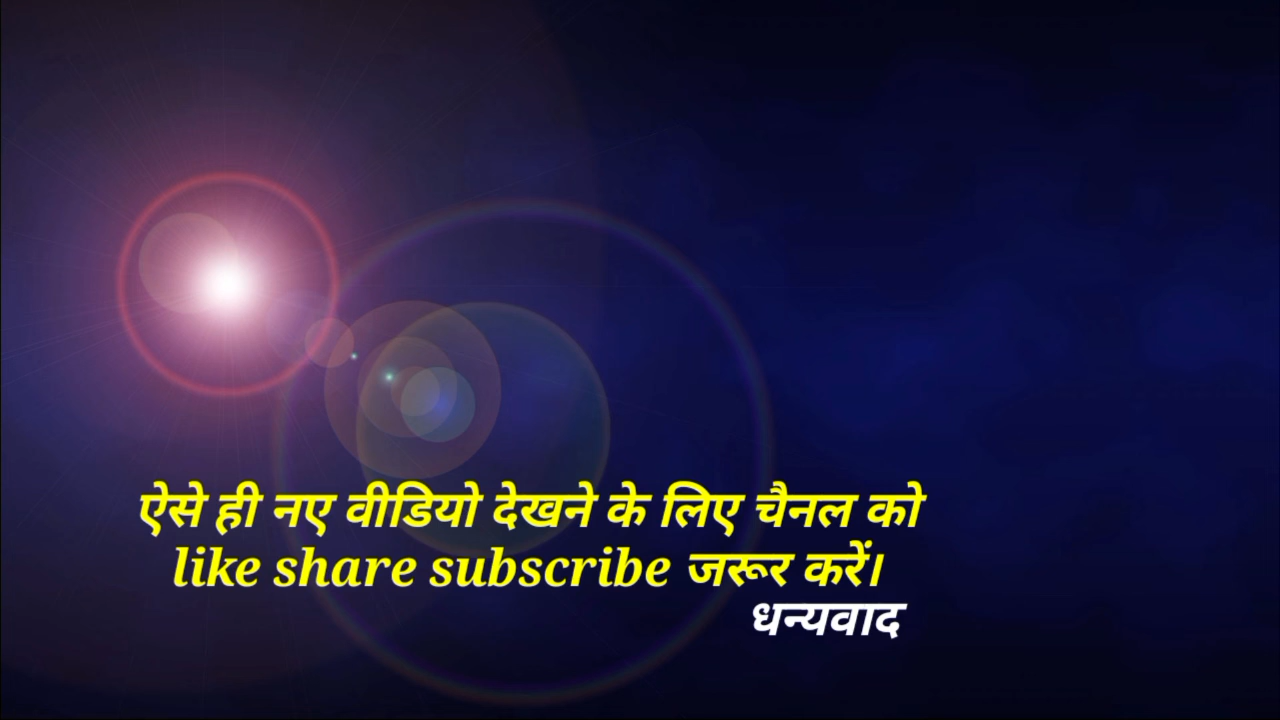 ऐसे ही नए वीडियो देखने के लिए चैनल को
like share subscribe जरूर करें।
धन्यवाद